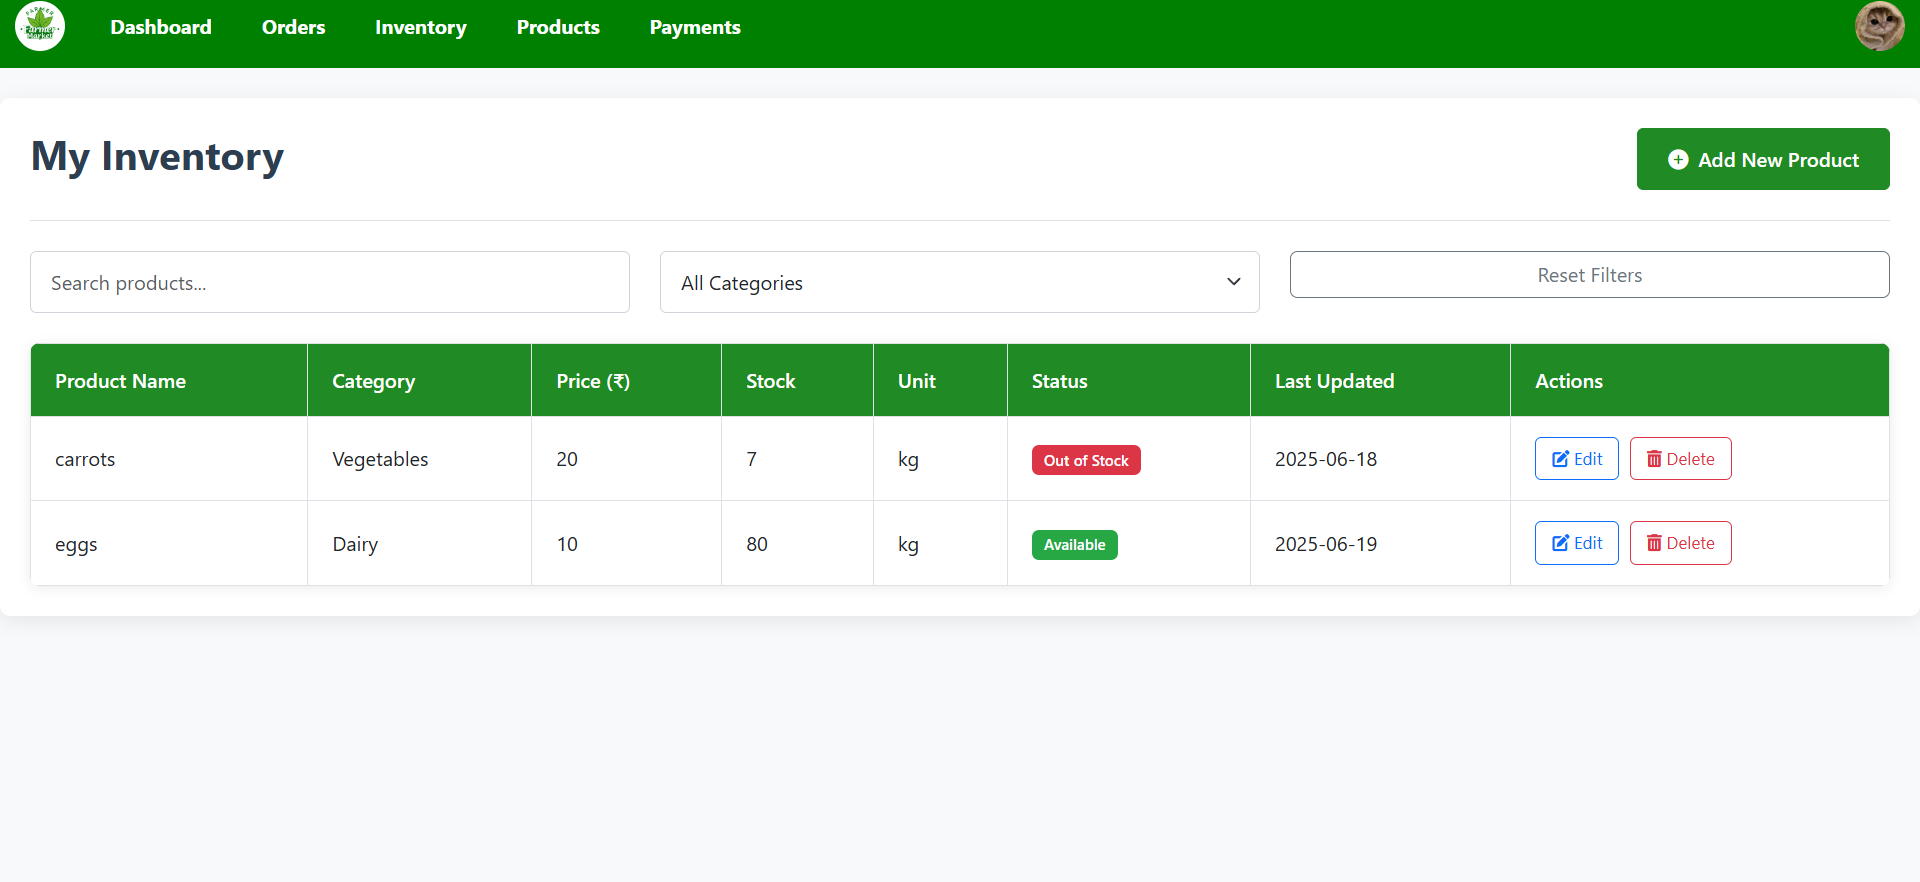 FARMER
Farmer
Market
Dashboard Orders Inventory Products Payments
My Inventory
Add New Product
Search products... All Categories Reset Filters
Product Name Category Price (₹) Stock Unit Status Last Updated Actions
carrots Vegetables 20 7 kg Out of Stock 2025-06-18 Edit Delete
eggs Dairy 10 80 kg Available 2025-06-19 Edit Delete